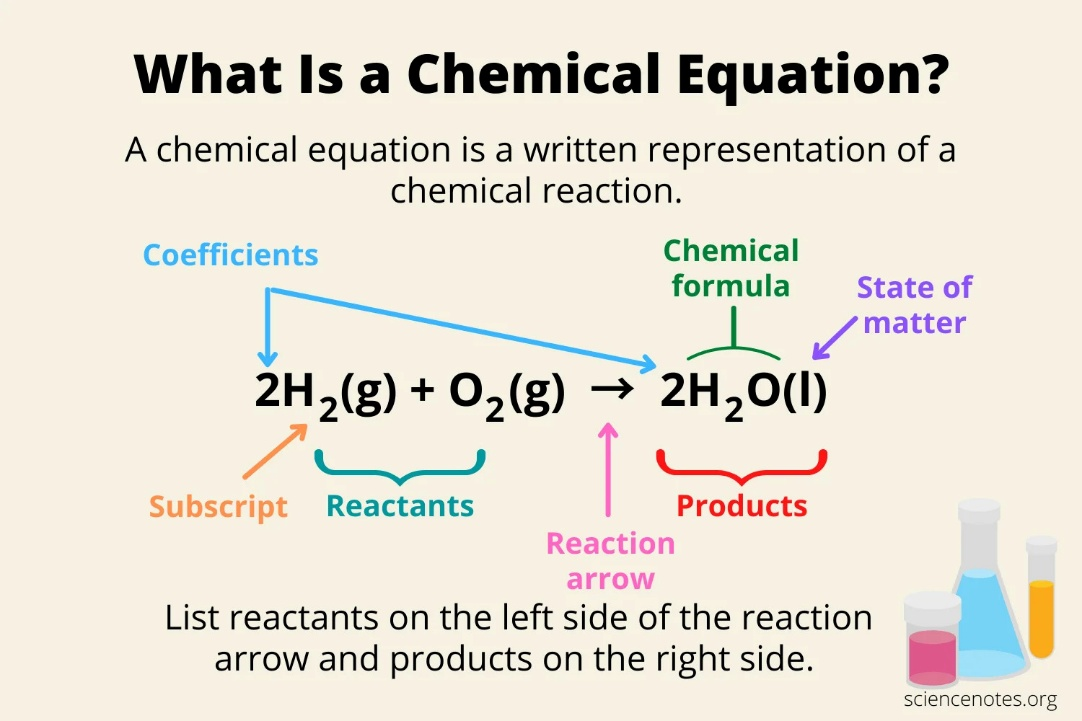 What Is a Chemical Equation?
A chemical equation is a written representation of a
chemical reaction.
Coefficients
Chemical
formula
State of
matter
2H₂(g) + O₂(g) → 2H₂O(l)
Subscript
Reactants
Products
Reaction
arrow
List reactants on the left side of the reaction
arrow and products on the right side.
sciencenotes.org